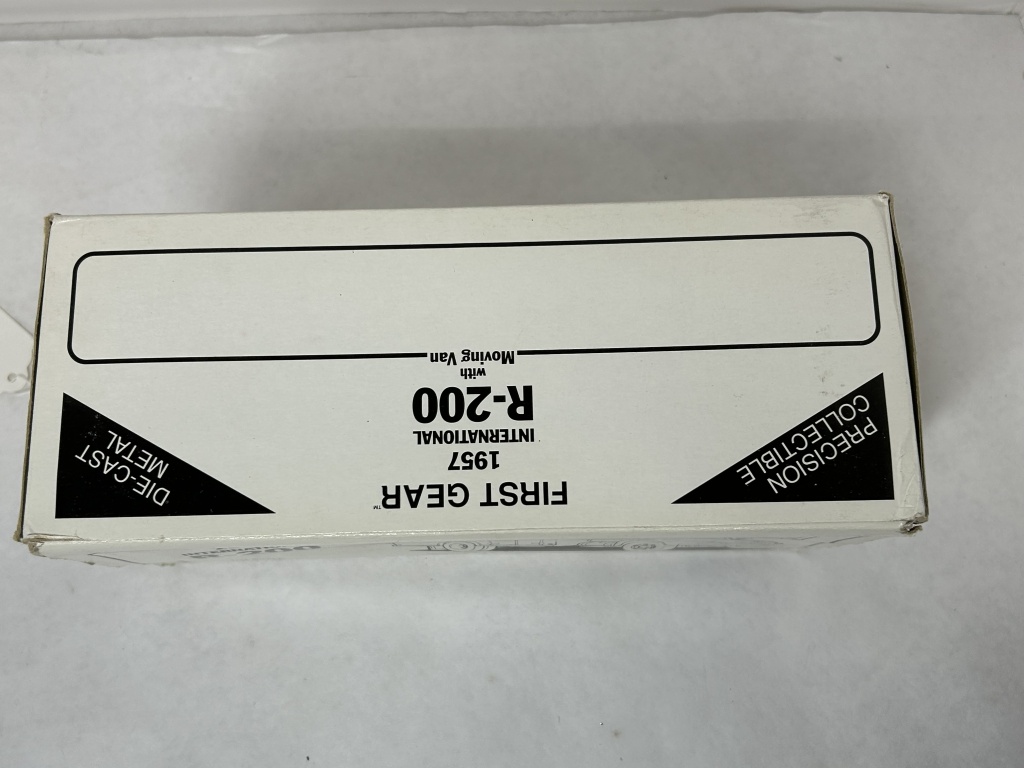 PRECISION
COLLECTIBLE
FIRST GEAR™
1957
INTERNATIONAL
R-200
with
Moving Van
DIE-CAST
METAL